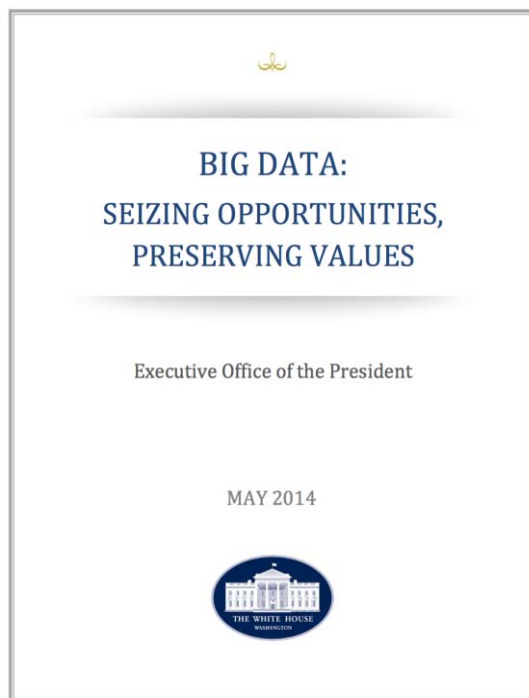 BIG DATA:
SEIZING OPPORTUNITIES,
PRESERVING VALUES
Executive Office of the President
MAY 2014
THE WHITE HOUSE
WASHINGTON